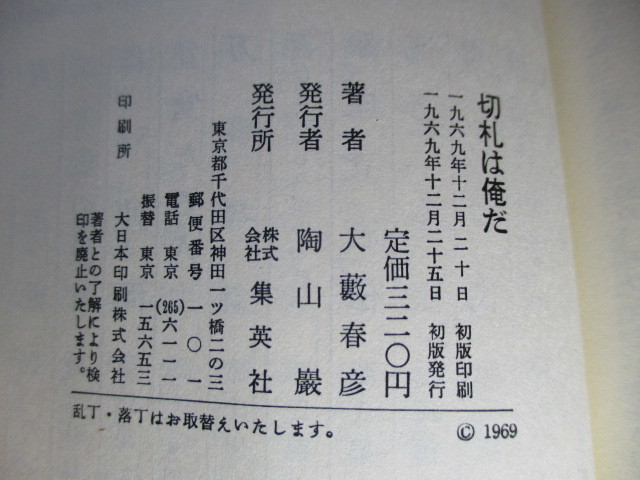 切札は俺だ
一九六九年十二月二十日　初版印刷
一九六九年十二月二十五日　初版発行
定価三二〇円
著者　大藪春彦
発行者　陶山巖
発行所　株式会社　集英社
東京都千代田区神田一ツ橋二の三
郵便番号　一〇一
電話　東京　(265)六一一一
振替　東京　一五六五三
印刷所　大日本印刷株式会社
著者との了解により検
印を廃止いたします。
乱丁・落丁はお取替えいたします。
© 1969